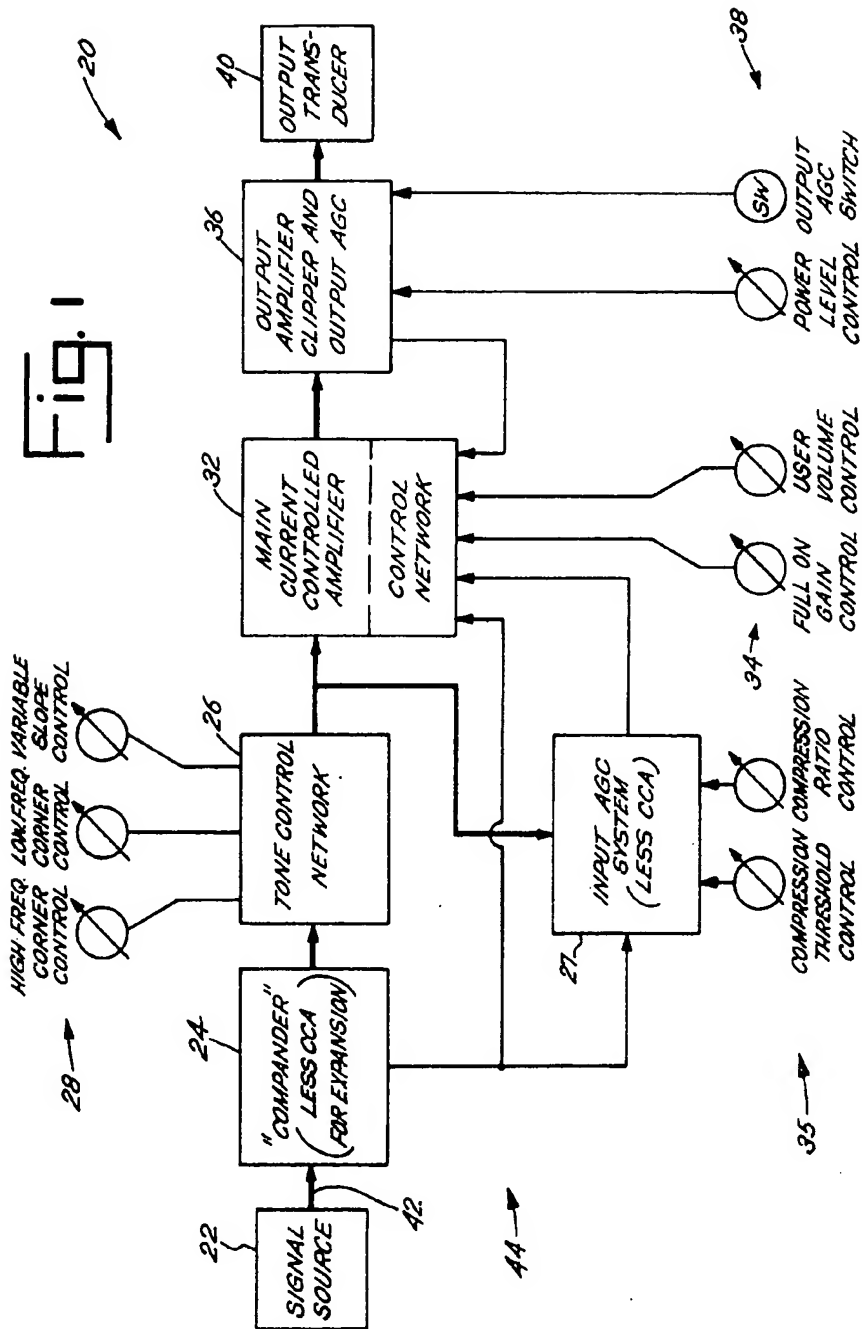 Fig. 1
20
22
SIGNAL
SOURCE
42.
24
"COMPANDER"
(LESS CCA
FOR EXPANSION)
28
HIGH FREQ.
CORNER
CONTROL
LOW.FREQ.
CORNER
CONTROL
VARIABLE
SLOPE
CONTROL
26
TONE CONTROL
NETWORK
32
MAIN
CURRENT
CONTROLLED
AMPLIFIER
CONTROL
NETWORK
36
OUTPUT
AMPLIFIER
CLIPPER AND
OUTPUT AGC
40
OUTPUT
TRANS-
DUCER
44
27
INPUT AGC
SYSTEM
(LESS CCA)
35
COMPRESSION
THRESHOLD
CONTROL
COMPRESSION
RATIO
CONTROL
34
FULL ON
GAIN
CONTROL
USER
VOLUME
CONTROL
POWER
LEVEL
CONTROL
SW
OUTPUT
AGC
SWITCH
38